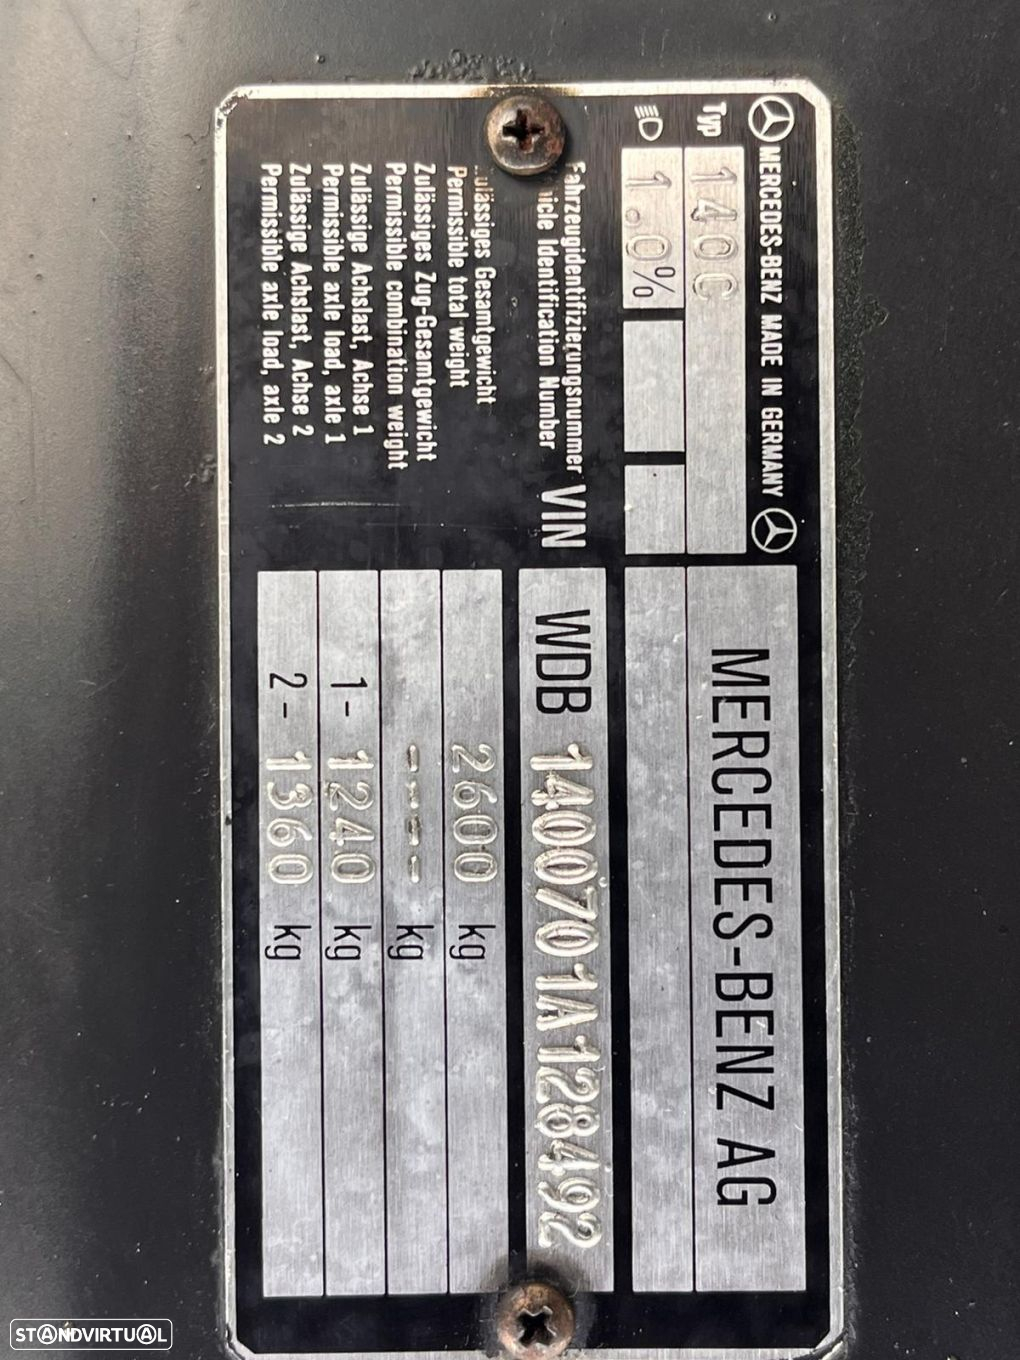 MERCEDES-BENZ MADE IN GERMANY
MERCEDES-BENZ AG
Typ 140C
1.0%
Fahrzeugidentifizierungsnummer
Identification Number
VIN WDB 1400701A128492
Gesamtgewicht
Permissible total weight
2600 kg
Zulässiges Zug-Gesamtgewicht
Permissible combination weight
---- kg
Zulässige Achslast, Achse 1
Permissible axle load, axle 1
1- 1240 kg
Zulässige Achslast, Achse 2
Permissible axle load, axle 2
2- 1360 kg
STANDVIRTUAL